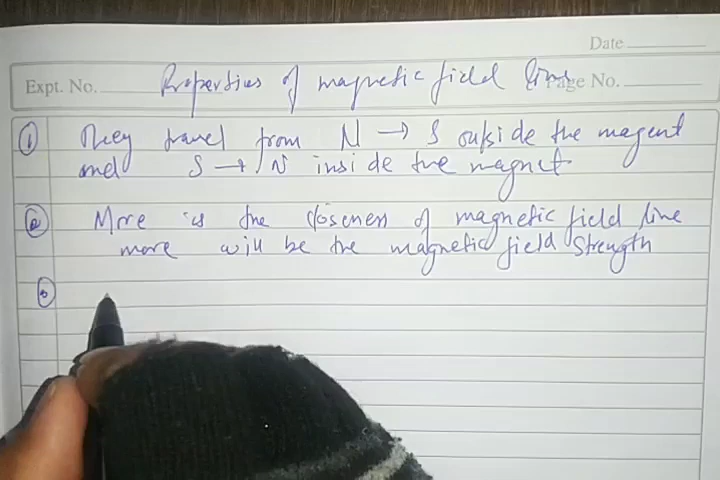 Date
Expt. No. Properties of magnetic field lines Page No.
① They travel from N → S outside the magent
and S → N inside the magnet
② More is the closeness of magnetic field line
more will be the magnetic field strength
③